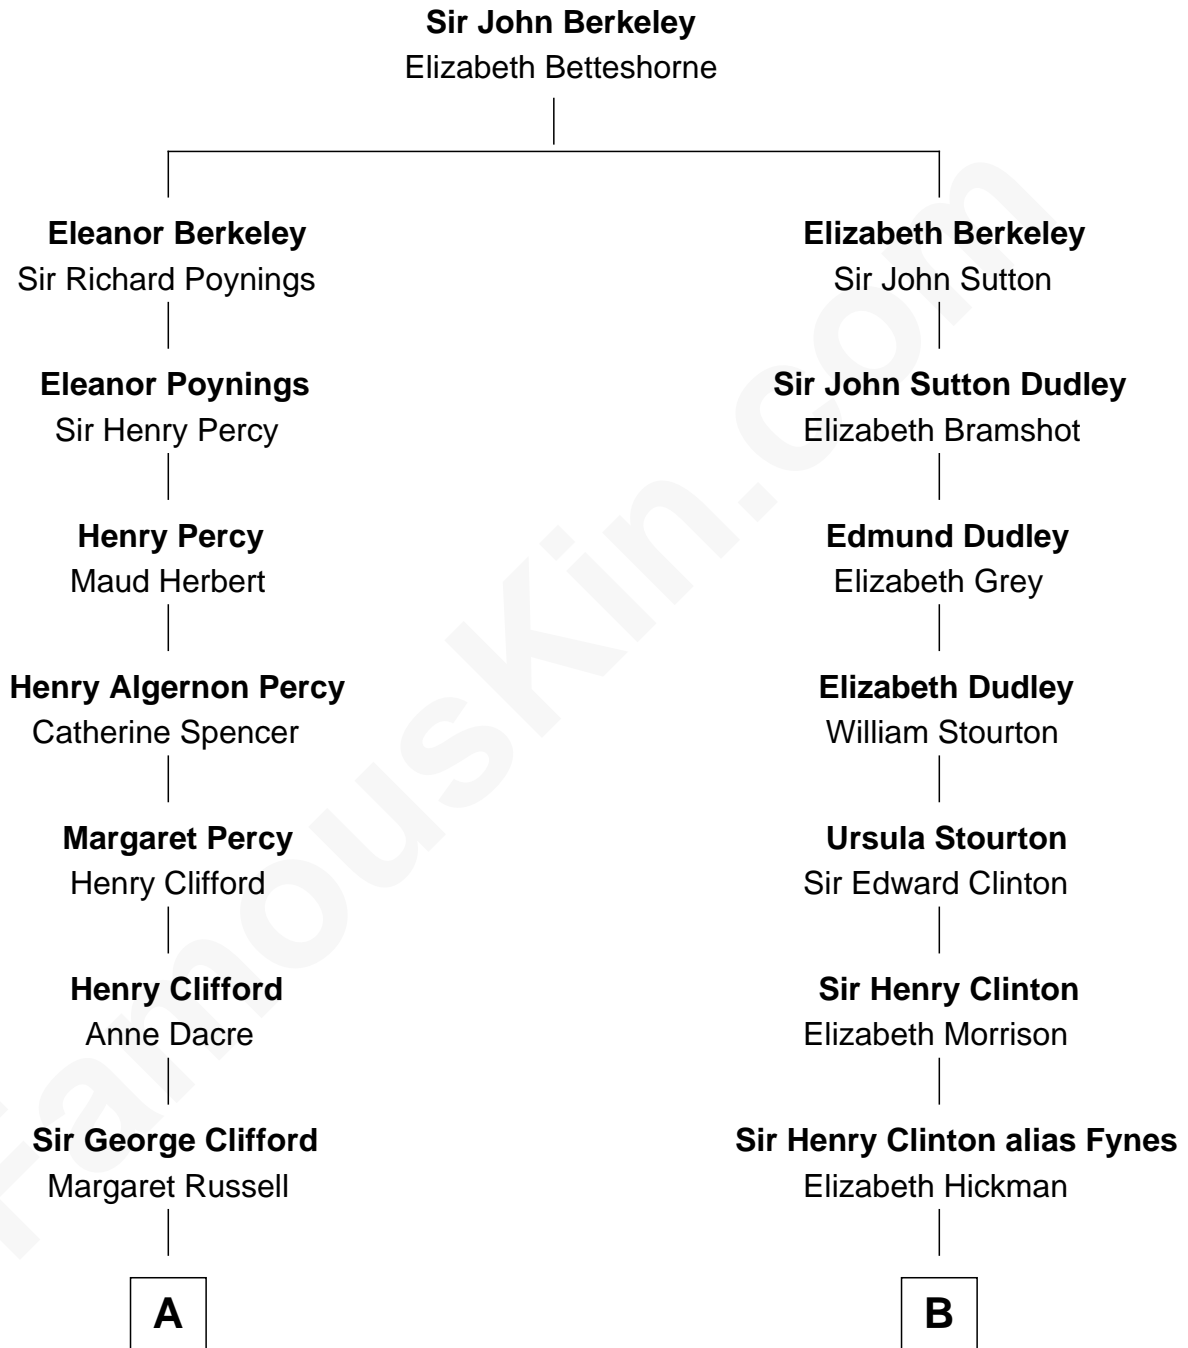 Sir John Berkeley
Elizabeth Betteshorne
Eleanor Berkeley
Sir Richard Poynings
Elizabeth Berkeley
Sir John Sutton
Eleanor Poynings
Sir Henry Percy
Sir John Sutton Dudley
Elizabeth Bramshot
Henry Percy
Maud Herbert
Edmund Dudley
Elizabeth Grey
Henry Algernon Percy
Catherine Spencer
Elizabeth Dudley
William Stourton
Margaret Percy
Henry Clifford
Ursula Stourton
Sir Edward Clinton
Henry Clifford
Anne Dacre
Sir Henry Clinton
Elizabeth Morrison
Sir George Clifford
Margaret Russell
Sir Henry Clinton alias Fynes
Elizabeth Hickman
A
B
FamousKin.com